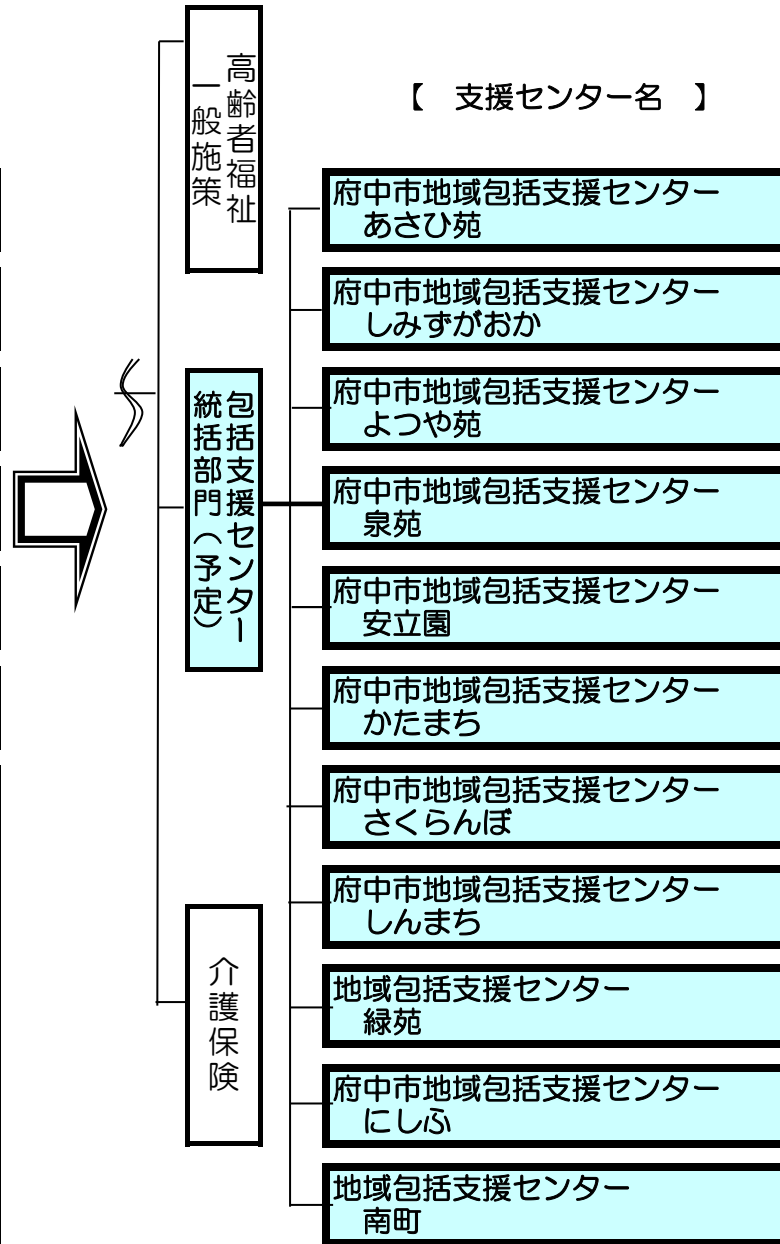 高齢者福祉
一般施策
包括支援センター
統括部門（予定）
介護保険
【　支援センター名　】
府中市地域包括支援センター
あさひ苑
府中市地域包括支援センター
しみずがおか
府中市地域包括支援センター
よつや苑
府中市地域包括支援センター
泉苑
府中市地域包括支援センター
安立園
府中市地域包括支援センター
かたまち
府中市地域包括支援センター
さくらんぼ
府中市地域包括支援センター
しんまち
地域包括支援センター
緑苑
府中市地域包括支援センター
にしふ
地域包括支援センター
南町